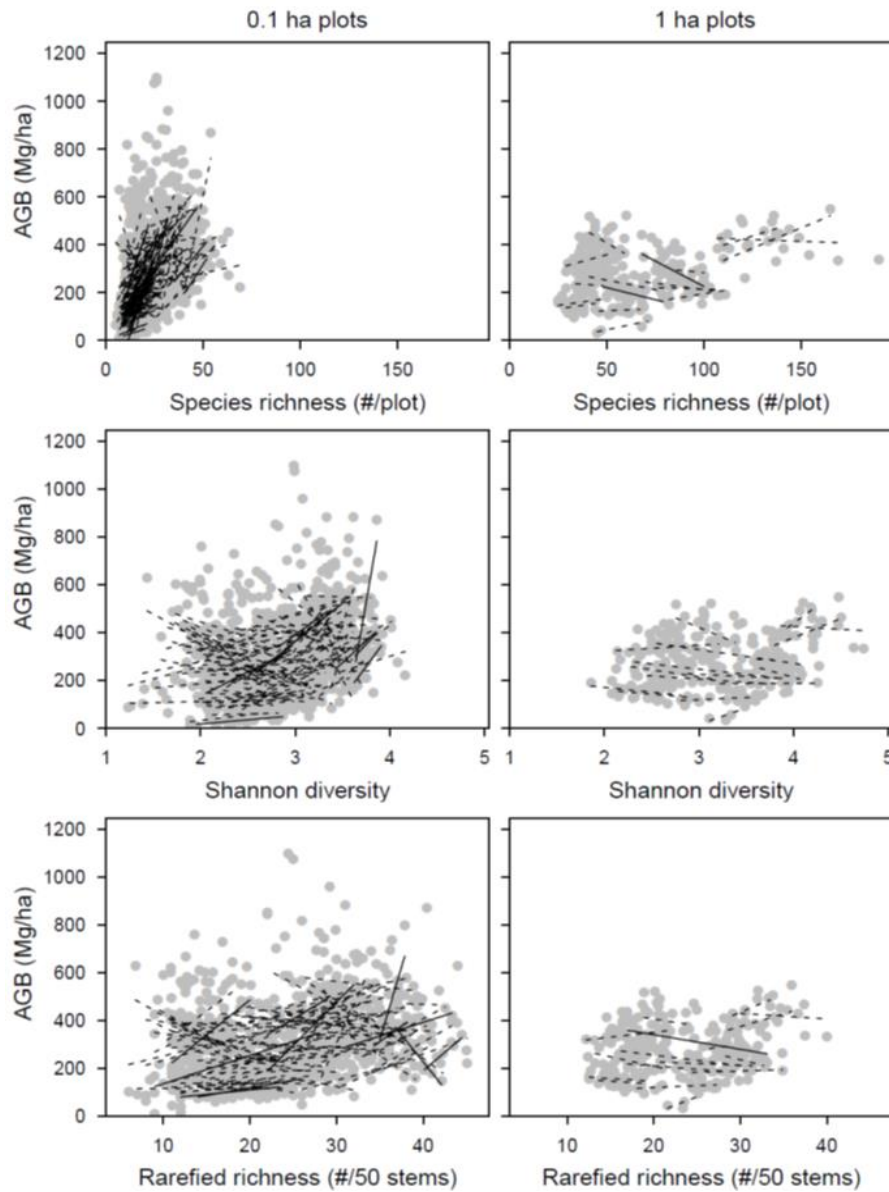 0.1 ha plots 1 ha plots
1200
1000
800
600
400
200
0
AGB (Mg/ha)
0 50 100 150 0 50 100 150
Species richness (#/plot) Species richness (#/plot)
1200
1000
800
600
400
200
0
AGB (Mg/ha)
1 2 3 4 5 1 2 3 4 5
Shannon diversity Shannon diversity
1200
1000
800
600
400
200
0
AGB (Mg/ha)
10 20 30 40 10 20 30 40
Rarefied richness (#/50 stems) Rarefied richness (#/50 stems)